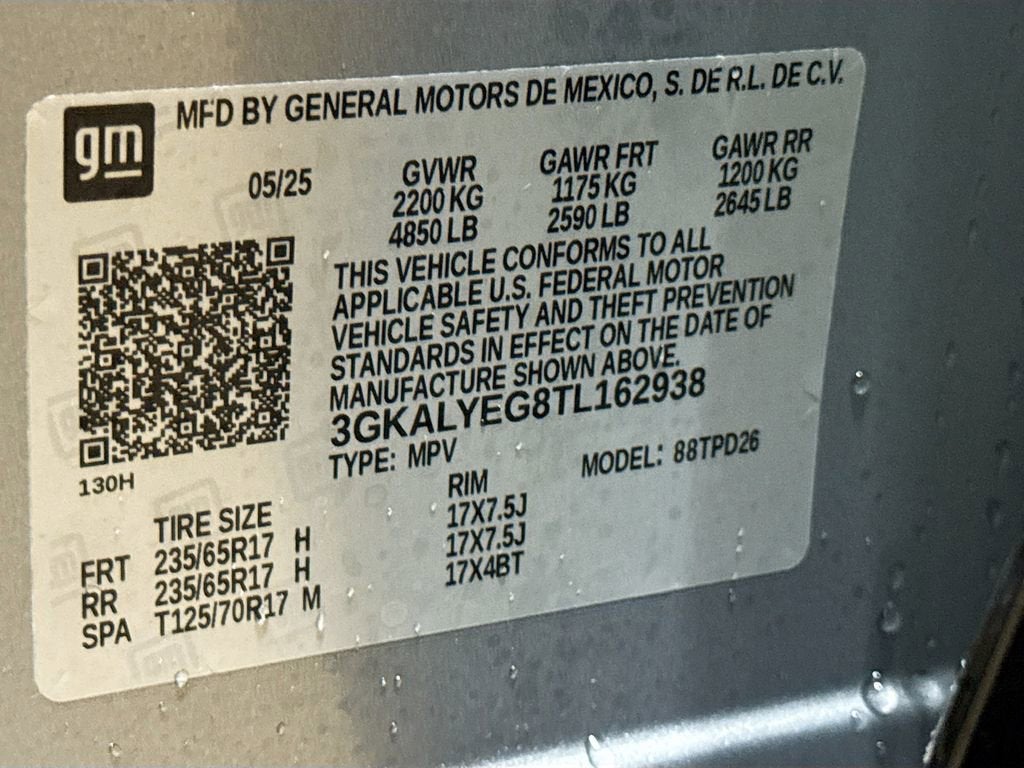 gm
MFD BY GENERAL MOTORS DE MEXICO, S. DE R.L. DE C.V.
05/25 GVWR GAWR FRT GAWR RR
2200 KG 1175 KG 1200 KG
4850 LB 2590 LB 2645 LB
THIS VEHICLE CONFORMS TO ALL
APPLICABLE U.S. FEDERAL MOTOR
VEHICLE SAFETY AND THEFT PREVENTION
STANDARDS IN EFFECT ON THE DATE OF
MANUFACTURE SHOWN ABOVE.
3GKALYEG8TL162938
TYPE: MPV MODEL: 88TPD26
130H
TIRE SIZE RIM
FRT 235/65R17 H 17X7.5J
RR 235/65R17 H 17X7.5J
SPA T125/70R17 M 17X4BT